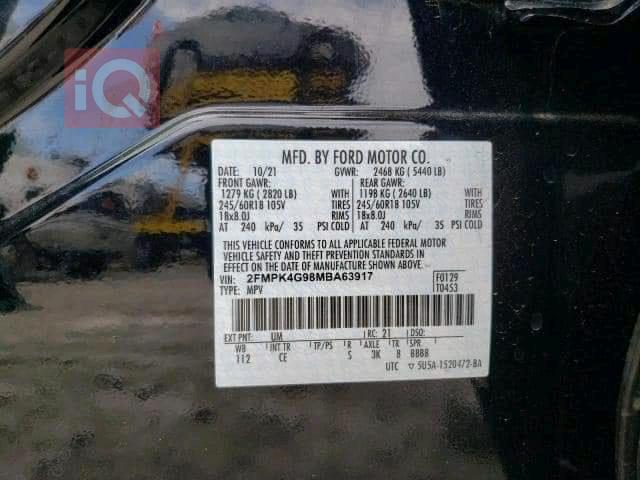 iQ
MFD. BY FORD MOTOR CO.
DATE: 10/21 GVWR: 2468 KG ( 5440 LB)
FRONT GAWR: REAR GAWR:
1279 KG ( 2820 LB) WITH 1198 KG ( 2640 LB) WITH
245/60R18 105V TIRES 245/60R18 105V TIRES
18x8.0J RIMS 18x8.0J RIMS
AT 240 kPa/ 35 PSI COLD AT 240 kPa/ 35 PSI COLD
THIS VEHICLE CONFORMS TO ALL APPLICABLE FEDERAL MOTOR
VEHICLE SAFETY AND THEFT PREVENTION STANDARDS IN
EFFECT ON THE DATE OF MANUFACTURE SHOWN ABOVE.
VIN: 2FMPK4G98MBA63917 F0129
TYPE: MPV T0453
EXT PNT: UM RC: 21 DSO:
WB INT TR TP/PS R AXLE TR SPR
112 CE S 3K 8 BBBB
UTC ▽ 5U5A-1520472-BA